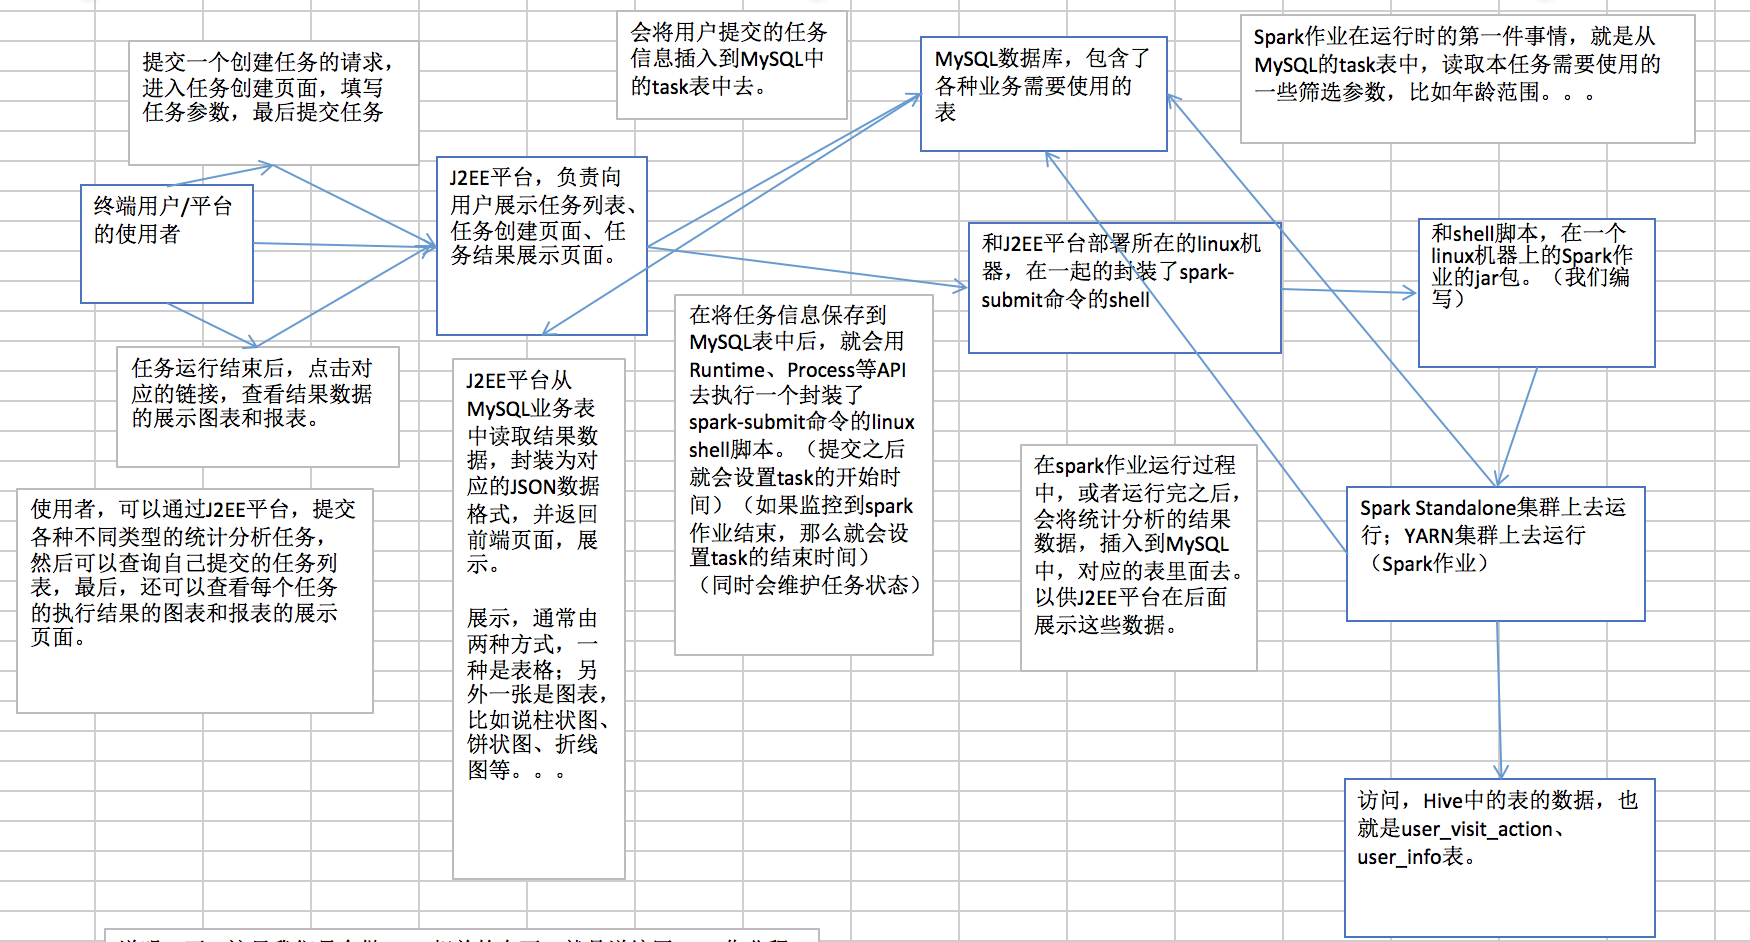 提交一个创建任务的请求，
进入任务创建页面，填写
任务参数，最后提交任务
会将用户提交的任务
信息插入到MySQL中
的task表中去。
MySQL数据库，包含了
各种业务需要使用的
表
Spark作业在运行时的第一件事情，就是从
MySQL的task表中，读取本任务需要使用的
一些筛选参数，比如年龄范围。。。
终端用户/平台
的使用者
J2EE平台，负责向
用户展示任务列表、
任务创建页面、任
务结果展示页面。
和J2EE平台部署所在的linux机
器，在一起的封装了spark-
submit命令的shell
和shell脚本，在一个
linux机器上的Spark作
业的jar包。（我们编
写）
任务运行结束后，点击对
应的链接，查看结果数据
的展示图表和报表。
J2EE平台从
MySQL业务表
中读取结果数
据，封装为对
应的JSON数据
格式，并返回
前端页面，展
示。
展示，通常由
两种方式，一
种是表格；另
外一张是图表，
比如说柱状图、
饼状图、折线
图等。。。
在将任务信息保存到
MySQL表中后，就会用
Runtime、Process等API
去执行一个封装了
spark-submit命令的linux
shell脚本。（提交之后
就会设置task的开始时
间）（如果监控到spark
作业结束，那么就会设
置task的结束时间）
（同时会维护任务状态）
在spark作业运行过程
中，或者运行完之后，
会将统计分析的结果
数据，插入到MySQL
中，对应的表里面去。
以供J2EE平台在后面
展示这些数据。
Spark Standalone集群上去运
行；YARN集群上去运行
（Spark作业）
使用者，可以通过J2EE平台，提交
各种不同类型的统计分析任务，
然后可以查询自己提交的任务列
表，最后，还可以查看每个任务
的执行结果的图表和报表的展示
页面。
访问，Hive中的表的数据，也
就是user_visit_action、
user_info表。